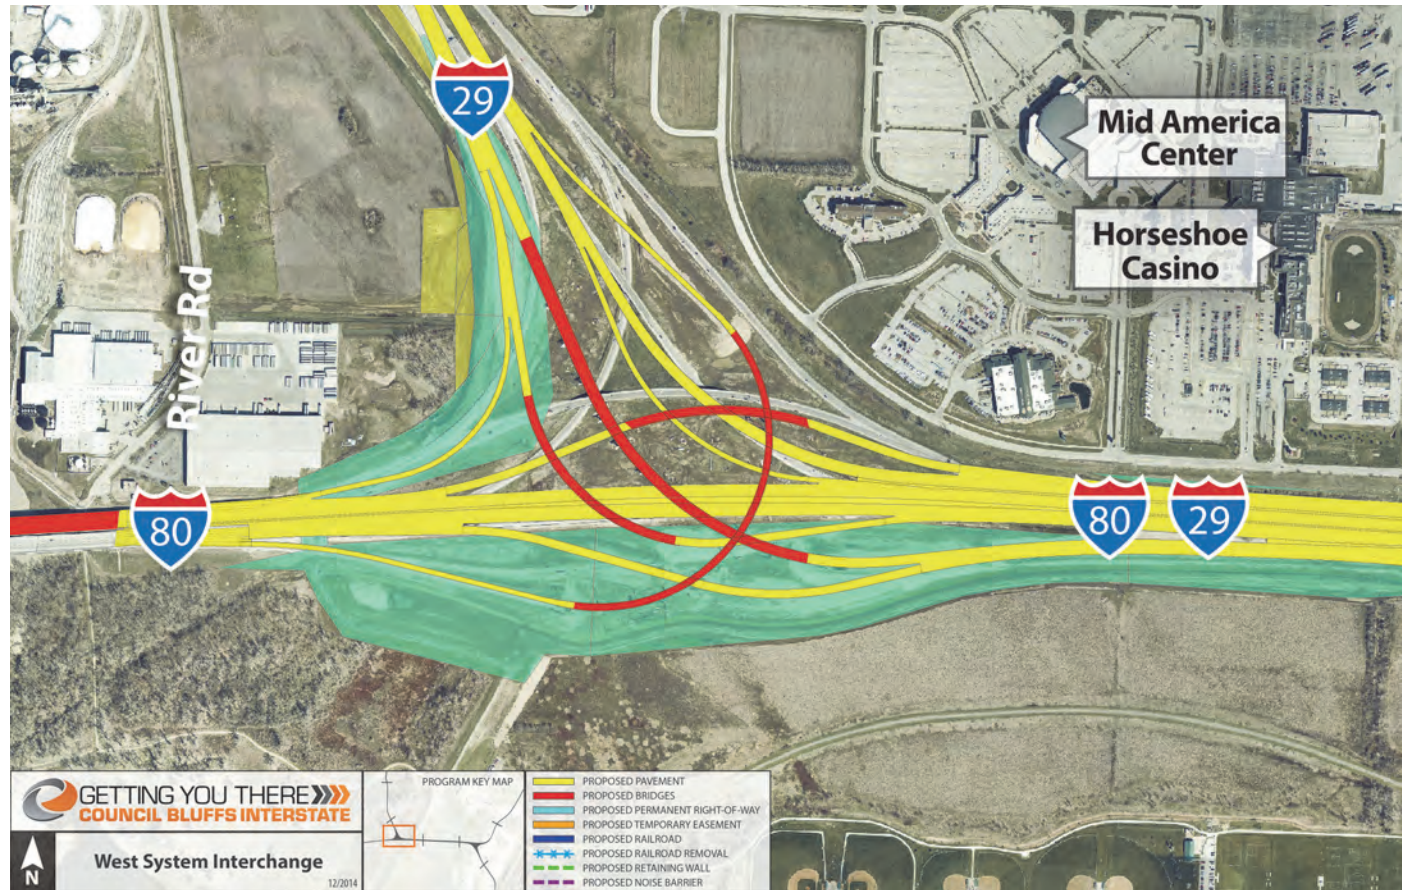 29
Mid America
Center
Horseshoe
Casino
River Rd
80
80
29
GETTING YOU THERE
COUNCIL BLUFFS INTERSTATE
N
West System Interchange
12/2014
PROGRAM KEY MAP
PROPOSED PAVEMENT
PROPOSED BRIDGES
PROPOSED PERMANENT RIGHT-OF-WAY
PROPOSED TEMPORARY EASEMENT
PROPOSED RAILROAD
PROPOSED RAILROAD REMOVAL
PROPOSED RETAINING WALL
PROPOSED NOISE BARRIER